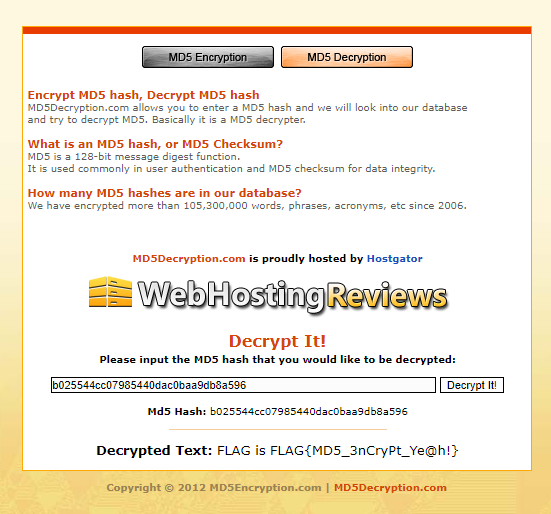 MD5 Encryption MD5 Decryption
Encrypt MD5 hash, Decrypt MD5 hash
MD5Decryption.com allows you to enter a MD5 hash and we will look into our database
and try to decrypt MD5. Basically it is a MD5 decrypter.
What is an MD5 hash, or MD5 Checksum?
MD5 is a 128-bit message digest function.
It is used commonly in user authentication and MD5 checksum for data integrity.
How many MD5 hashes are in our database?
We have encrypted more than 105,300,000 words, phrases, acronyms, etc since 2006.
MD5Decryption.com is proudly hosted by Hostgator
WebHostingReviews
Decrypt It!
Please input the MD5 hash that you would like to be decrypted:
b025544cc07985440dac0baa9db8a596 Decrypt It!
Md5 Hash: b025544cc07985440dac0baa9db8a596
Decrypted Text: FLAG is FLAG{MD5_3nCryPt_Ye@h!}
Copyright © 2012 MD5Encryption.com | MD5Decryption.com